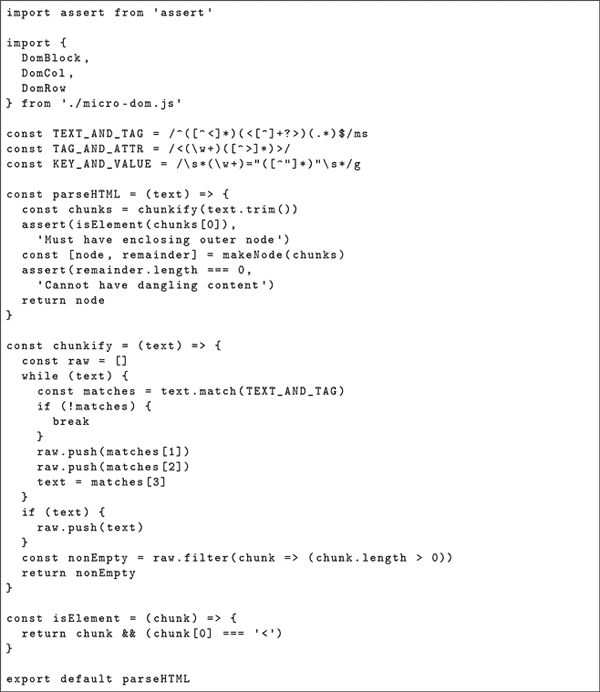 import assert from 'assert'

import {
  DomBlock,
  DomCol,
  DomRow
} from './micro-dom.js'

const TEXT_AND_TAG = /^([^<]*)(<[^]+?>)(.*)$/ms
const TAG_AND_ATTR = /<(\w+)([^>]*)>/
const KEY_AND_VALUE = /\s*(\w+)="([^"]*)"\s*/g

const parseHTML = (text) => {
  const chunks = chunkify(text.trim())
  assert(isElement(chunks[0]),
    'Must have enclosing outer node')
  const [node, remainder] = makeNode(chunks)
  assert(remainder.length === 0,
    'Cannot have dangling content')
  return node
}

const chunkify = (text) => {
  const raw = []
  while (text) {
    const matches = text.match(TEXT_AND_TAG)
    if (!matches) {
      break
    }
    raw.push(matches[1])
    raw.push(matches[2])
    text = matches[3]
  }
  if (text) {
    raw.push(text)
  }
  const nonEmpty = raw.filter(chunk => (chunk.length > 0))
  return nonEmpty
}

const isElement = (chunk) => {
  return chunk && (chunk[0] === '<')
}

export default parseHTML